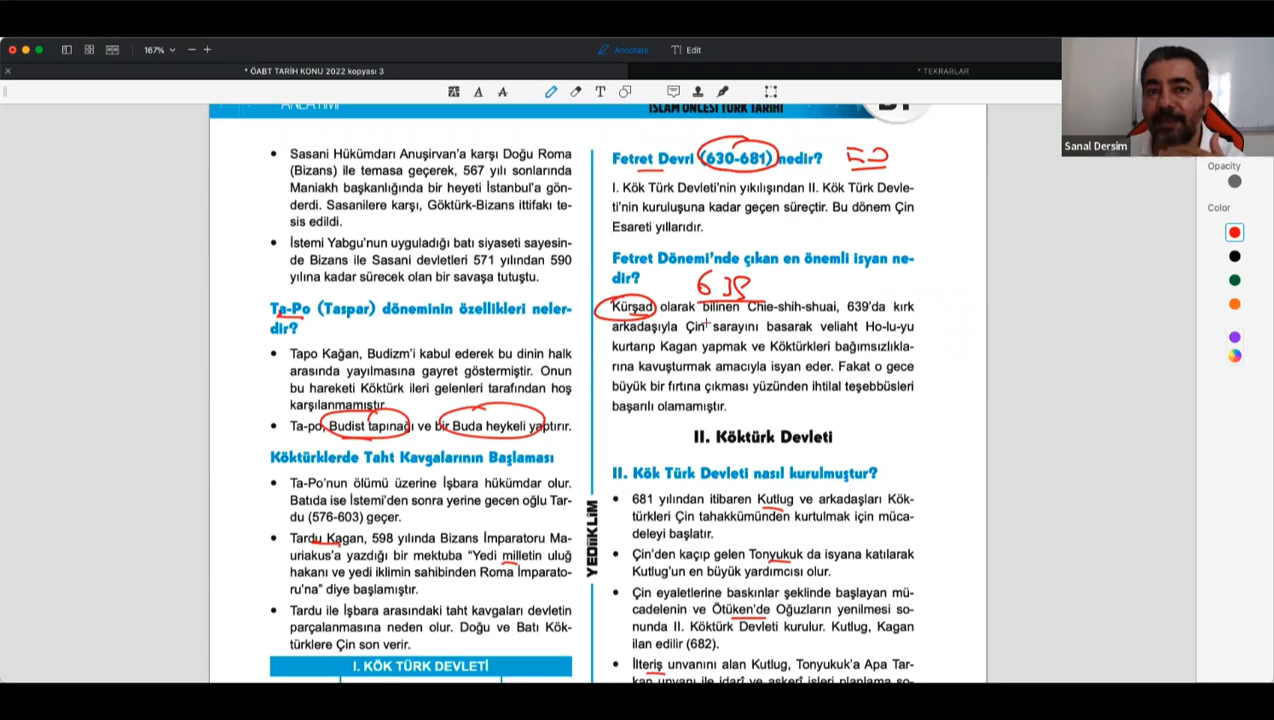 167%
Annotate
Edit
* ÖABT TARİH KONU 2022 kopyası 3
* TEKRARLAR
Sanal Dersim
Opacity
Color
ANLATIMI
İSLAM ÖNCESİ TÜRK TARİHİ
• Sasani Hükümdarı Anuşirvan'a karşı Doğu Roma
(Bizans) ile temasa geçerek, 567 yılı sonlarında
Maniakh başkanlığında bir heyeti İstanbul'a gön-
derdi. Sasanilere karşı, Göktürk-Bizans ittifakı te-
sis edildi.
• İstemi Yabgu'nun uyguladığı batı siyaseti sayesin-
de Bizans ile Sasani devletleri 571 yılından 590
yılına kadar sürecek olan bir savaşa tutuştu.
Ta-Po (Taspar) döneminin özellikleri neler-
dir?
• Tapo Kağan, Budizm'i kabul ederek bu dinin halk
arasında yayılmasına gayret göstermiştir. Onun
bu hareketi Köktürk ileri gelenleri tarafından hoş
karşılanmamıştır.
• Ta-po, Budist tapınağı ve bir Buda heykeli yaptırır.
Köktürklerde Taht Kavgalarının Başlaması
• Ta-Po'nun ölümü üzerine İşbara hükümdar olur.
Batıda ise İstemi'den sonra yerine geçen oğlu Tar-
du (576-603) geçer.
• Tardu Kagan, 598 yılında Bizans İmparatoru Ma-
uriakus'a yazdığı bir mektuba “Yedi milletin uluğ
hakanı ve yedi iklimin sahibinden Roma İmparato-
ru'na” diye başlamıştır.
• Tardu ile İşbara arasındaki taht kavgaları devletin
parçalanmasına neden olur. Doğu ve Batı Kök-
türklere Çin son verir.
I. KÖK TÜRK DEVLETİ
YEDİİKLİM
Fetret Devri (630-681) nedir? 50
I. Kök Türk Devleti'nin yıkılışından II. Kök Türk Devle-
ti'nin kuruluşuna kadar geçen süreçtir. Bu dönem Çin
Esareti yıllarıdır.
Fetret Dönemi'nde çıkan en önemli isyan ne-
dir?
639
Kürşad olarak bilinen Chie-shih-shuai, 639'da kırk
arkadaşıyla Çin sarayını basarak veliaht Ho-lu-yu
kurtarıp Kagan yapmak ve Köktürkleri bağımsızlıkla-
rına kavuşturmak amacıyla isyan eder. Fakat o gece
büyük bir fırtına çıkması yüzünden ihtilal teşebbüsleri
başarılı olamamıştır.
II. Köktürk Devleti
II. Kök Türk Devleti nasıl kurulmuştur?
• 681 yılından itibaren Kutlug ve arkadaşları Kök-
türkleri Çin tahakkümünden kurtulmak için müca-
deleyi başlatır.
• Çin'den kaçıp gelen Tonyukuk da isyana katılarak
Kutlug'un en büyük yardımcısı olur.
• Çin eyaletlerine baskınlar şeklinde başlayan mü-
cadelenin ve Ötüken'de Oğuzların yenilmesi so-
nunda II. Köktürk Devleti kurulur. Kutlug, Kagan
ilan edilir (682).
• İlteriş unvanını alan Kutlug, Tonyukuk'a Apa Tar-
kan unvanı ile idarî ve askerî işleri planlama so-